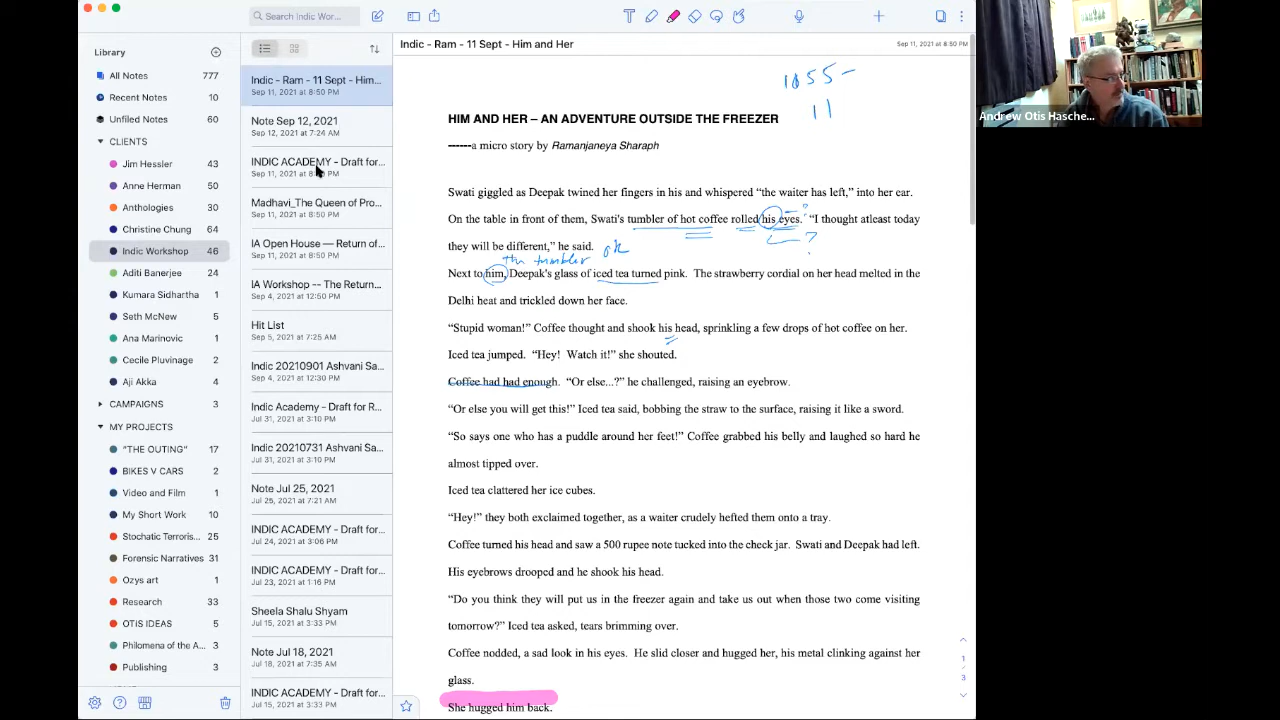 Search Indic Wor...
Indic - Ram - 11 Sept - Him and Her
Sep 11, 2021 at 8:50 PM
Library
All Notes 777
Recent Notes 10
Unfiled Notes 60
CLIENTS
Jim Hessler 43
Anne Herman 50
Anthologies 30
Christine Chung 64
Indic Workshop 46
Aditi Banerjee 24
Kumara Sidhartha 1
Seth McNew 5
Ana Marinovic 1
Cecile Pluvinage 2
Aji Akka 4
CAMPAIGNS 3
MY PROJECTS
"THE OUTING" 17
BIKES V CARS 2
Video and Film 1
My Short Work 10
Stochatic Terroris... 25
Forensic Narratives 31
Ozys art 1
Research 33
OTIS IDEAS 5
Philomena of the A... 3
Publishing 3
Indic - Ram - 11 Sept - Him...
Sep 11, 2021 at 8:50 PM
Note Sep 12, 2021
Sep 12, 2021 at 7:24 AM
INDIC ACADEMY - Draft for...
Sep 11, 2021 at 8:50 PM
Madhavi_The Queen of Pro...
Sep 11, 2021 at 8:50 PM
IA Open House — Return of...
Sep 11, 2021 at 8:50 PM
IA Workshop -- The Return...
Sep 4, 2021 at 12:50 PM
Hit LIst
Sep 5, 2021 at 7:25 AM
Indic 20210901 Ashvani Sa...
Sep 4, 2021 at 12:30 PM
Indic Academy - Draft for R...
Jul 31, 2021 at 3:10 PM
Indic 20210731 Ashvani Sa...
Jul 31, 2021 at 3:10 PM
Note Jul 25, 2021
Jul 25, 2021 at 7:21 AM
INDIC ACADEMY - Draft for...
Jul 24, 2021 at 3:06 PM
INDIC ACADEMY - Draft for...
Jul 23, 2021 at 1:16 PM
Sheela Shalu Shyam
Jul 15, 2021 at 3:33 PM
Note Jul 18, 2021
Jul 18, 2021 at 7:35 AM
INDIC ACADEMY - Draft for...
Jul 15, 2021 at 3:33 PM
1055-
11
HIM AND HER – AN ADVENTURE OUTSIDE THE FREEZER
------a micro story by Ramanjaneya Sharaph
Swati giggled as Deepak twined her fingers in his and whispered “the waiter has left,” into her ear.
On the table in front of them, Swati's tumbler of hot coffee rolled his eyes. “I thought atleast today
they will be different,” he said.
ok
?
?
the tumbler
Next to him, Deepak's glass of iced tea turned pink. The strawberry cordial on her head melted in the
Delhi heat and trickled down her face.
“Stupid woman!” Coffee thought and shook his head, sprinkling a few drops of hot coffee on her.
Iced tea jumped. “Hey! Watch it!” she shouted.
Coffee had had enough. “Or else...?” he challenged, raising an eyebrow.
“Or else you will get this!” Iced tea said, bobbing the straw to the surface, raising it like a sword.
“So says one who has a puddle around her feet!” Coffee grabbed his belly and laughed so hard he
almost tipped over.
Iced tea clattered her ice cubes.
“Hey!” they both exclaimed together, as a waiter crudely hefted them onto a tray.
Coffee turned his head and saw a 500 rupee note tucked into the check jar. Swati and Deepak had left.
His eyebrows drooped and he shook his head.
“Do you think they will put us in the freezer again and take us out when those two come visiting
tomorrow?” Iced tea asked, tears brimming over.
Coffee nodded, a sad look in his eyes. He slid closer and hugged her, his metal clinking against her
glass.
She hugged him back.
1
/
3
Andrew Otis Hasche...